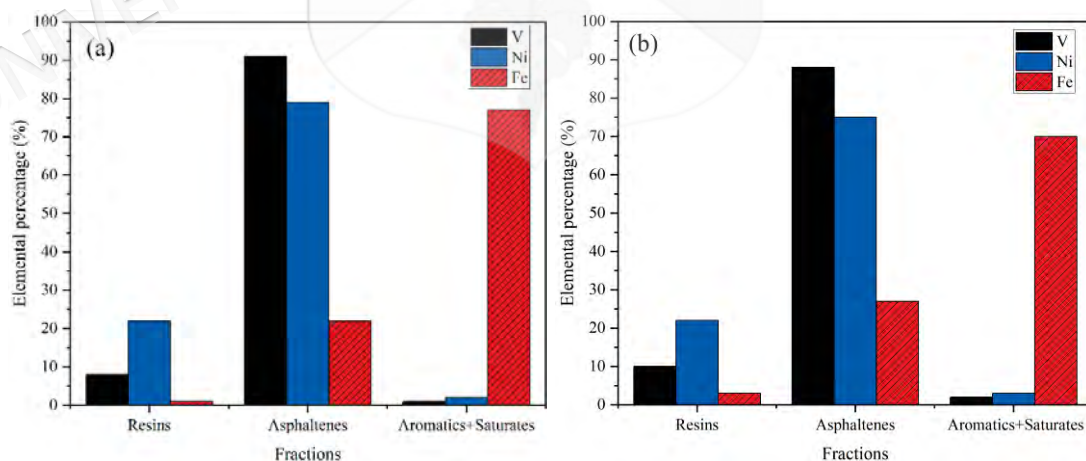 (a)
V
Ni
Fe
Elemental percentage (%)
100
90
80
70
60
50
40
30
20
10
0
Resins
Asphaltenes
Aromatics+Saturates
Fractions
(b)
V
Ni
Fe
Elemental percentage (%)
100
90
80
70
60
50
40
30
20
10
0
Resins
Asphaltenes
Aromatics+Saturates
Fractions